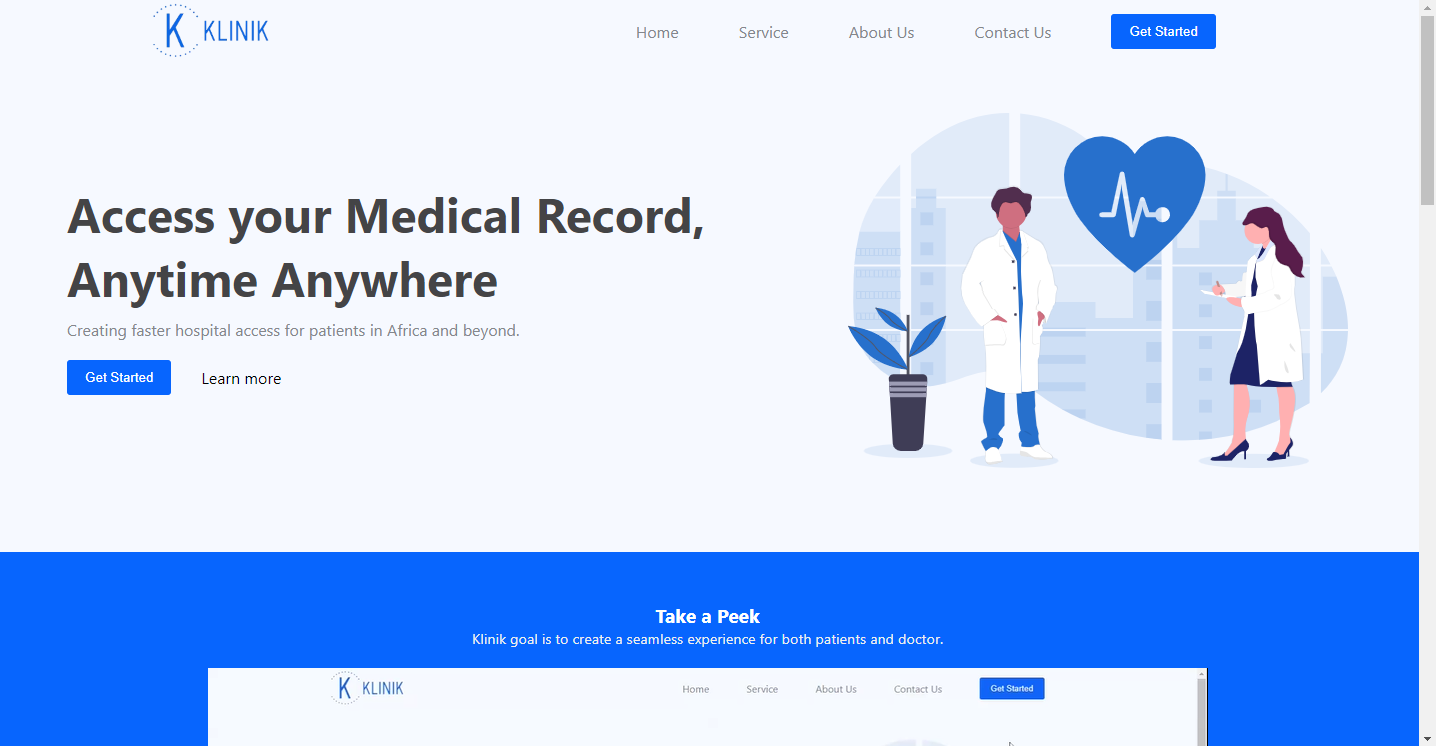 K KLINIK
Home Service About Us Contact Us Get Started
Access your Medical Record,
Anytime Anywhere
Creating faster hospital access for patients in Africa and beyond.
Get Started Learn more
Take a Peek
Klinik goal is to create a seamless experience for both patients and doctor.
K KLINIK Home Service About Us Contact Us Get Started